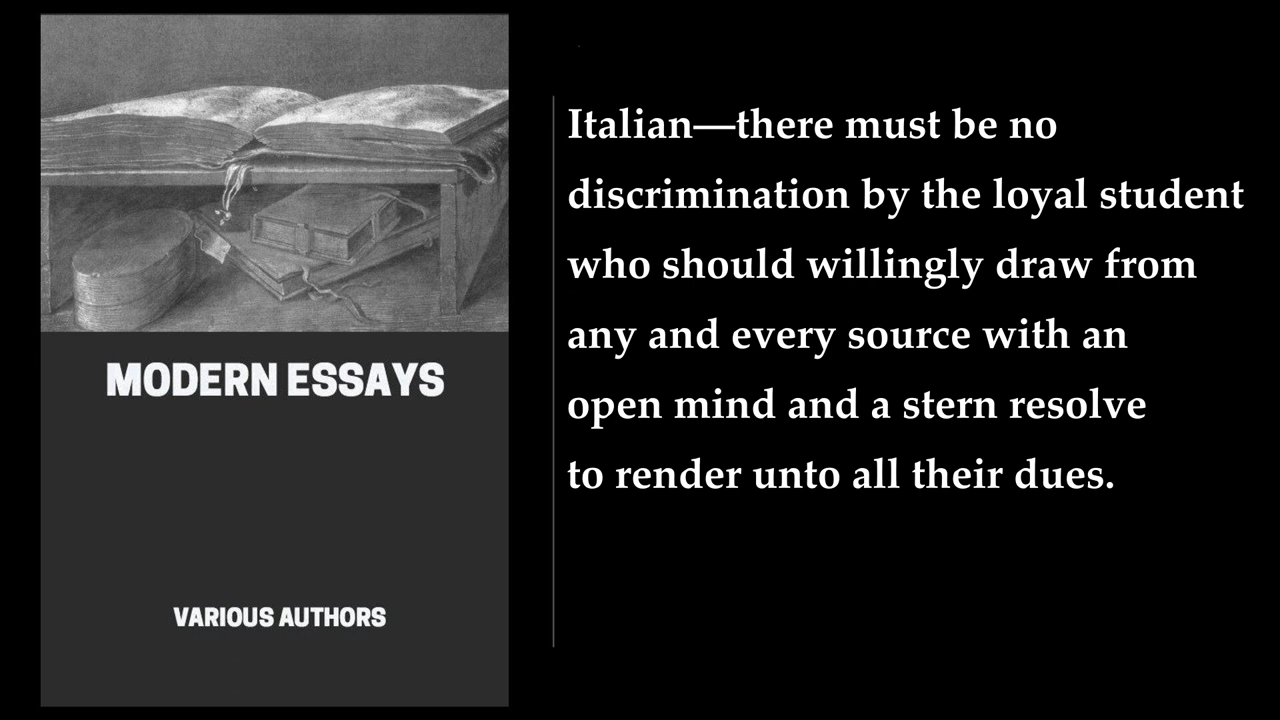 MODERN ESSAYS
VARIOUS AUTHORS
Italian—there must be no
discrimination by the loyal student
who should willingly draw from
any and every source with an
open mind and a stern resolve
to render unto all their dues.